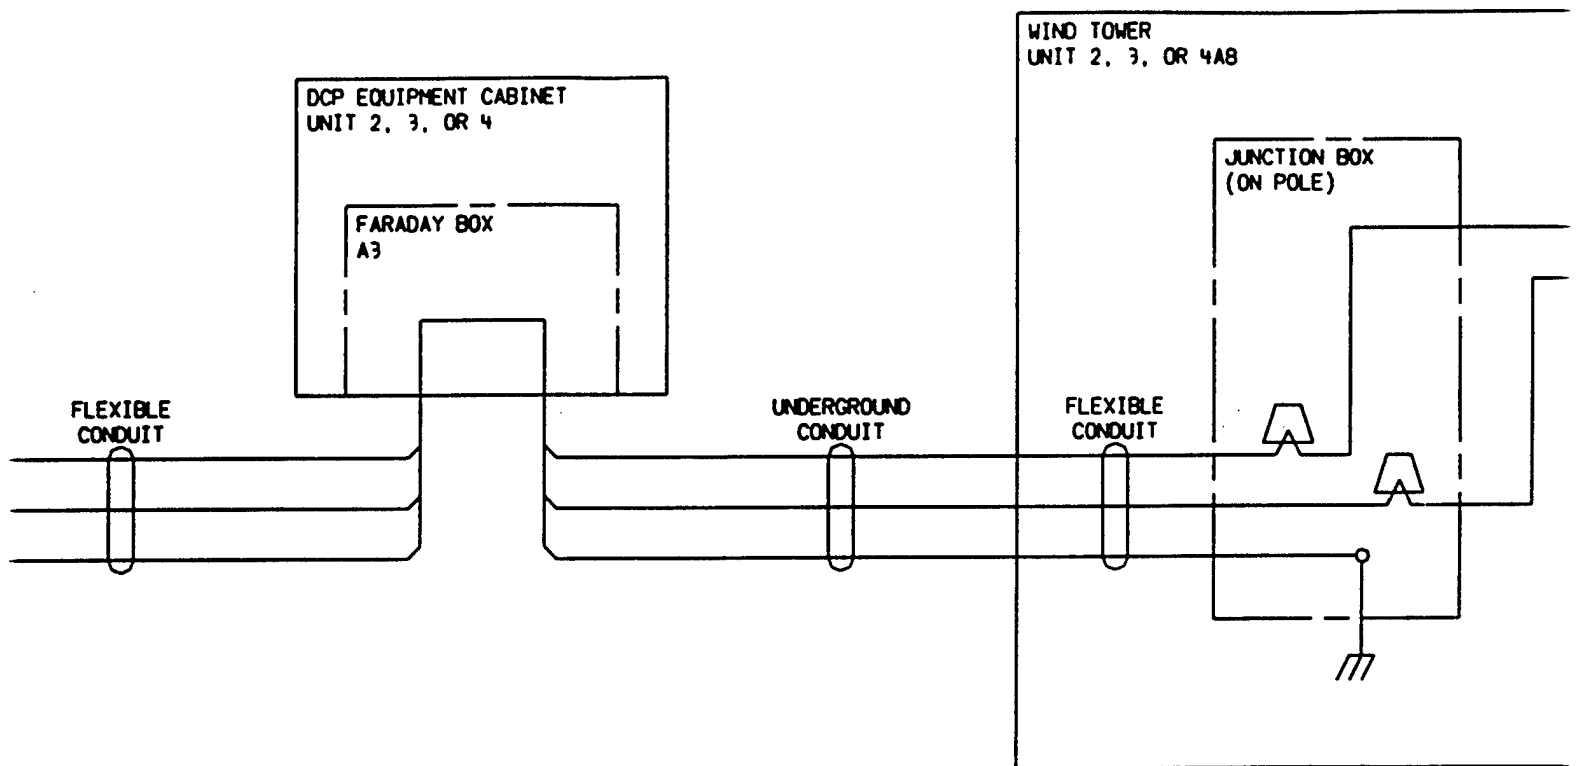 WIND TOWER
UNIT 2, 3, OR 4A8
DCP EQUIPMENT CABINET
UNIT 2, 3, OR 4
JUNCTION BOX
(ON POLE)
FARADAY BOX
A3
FLEXIBLE
CONDUIT
UNDERGROUND
CONDUIT
FLEXIBLE
CONDUIT